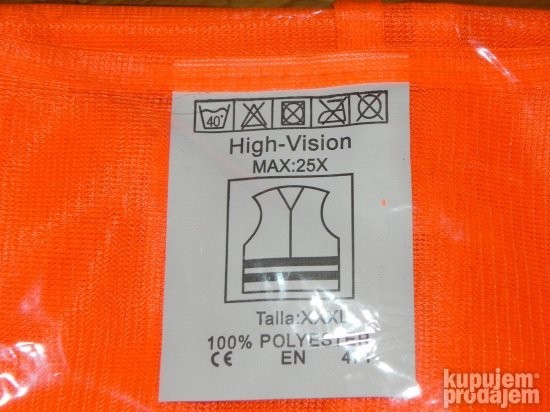 40°
High-Vision
MAX:25X
Talla:XXXL
100% POLYESTER
CE EN
kupujem
prodajem